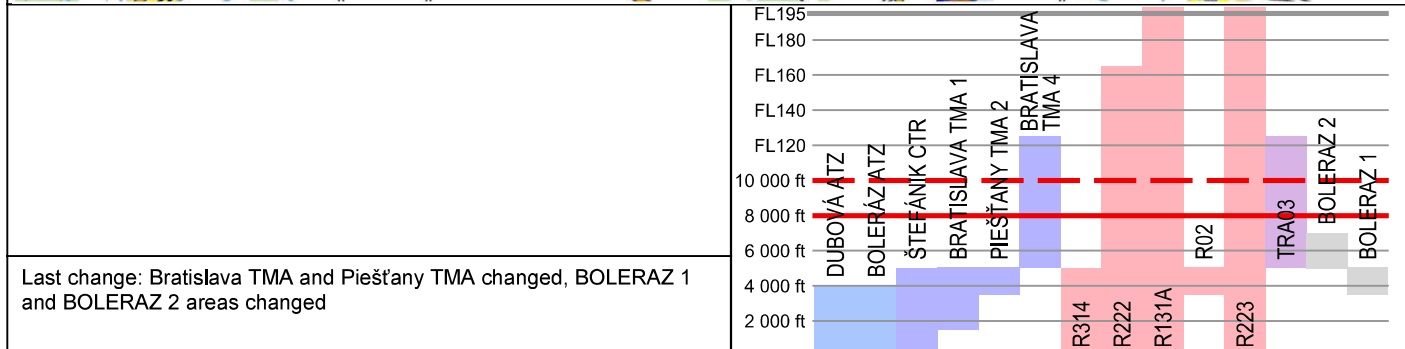 Last change: Bratislava TMA and Piešťany TMA changed, BOLERAZ 1
and BOLERAZ 2 areas changed
FL195
FL180
FL160
FL140
FL120
10 000 ft
8 000 ft
6 000 ft
4 000 ft
2 000 ft
DUBOVÁ ATZ
BOLERÁZ ATZ
ŠTEFÁNIK CTR
BRATISLAVA TMA 1
PIEŠŤANY TMA 2
BRATISLAVA
TMA 4
R314
R222
R131A
R02
R223
TRA03
BOLERAZ 2
BOLERAZ 1